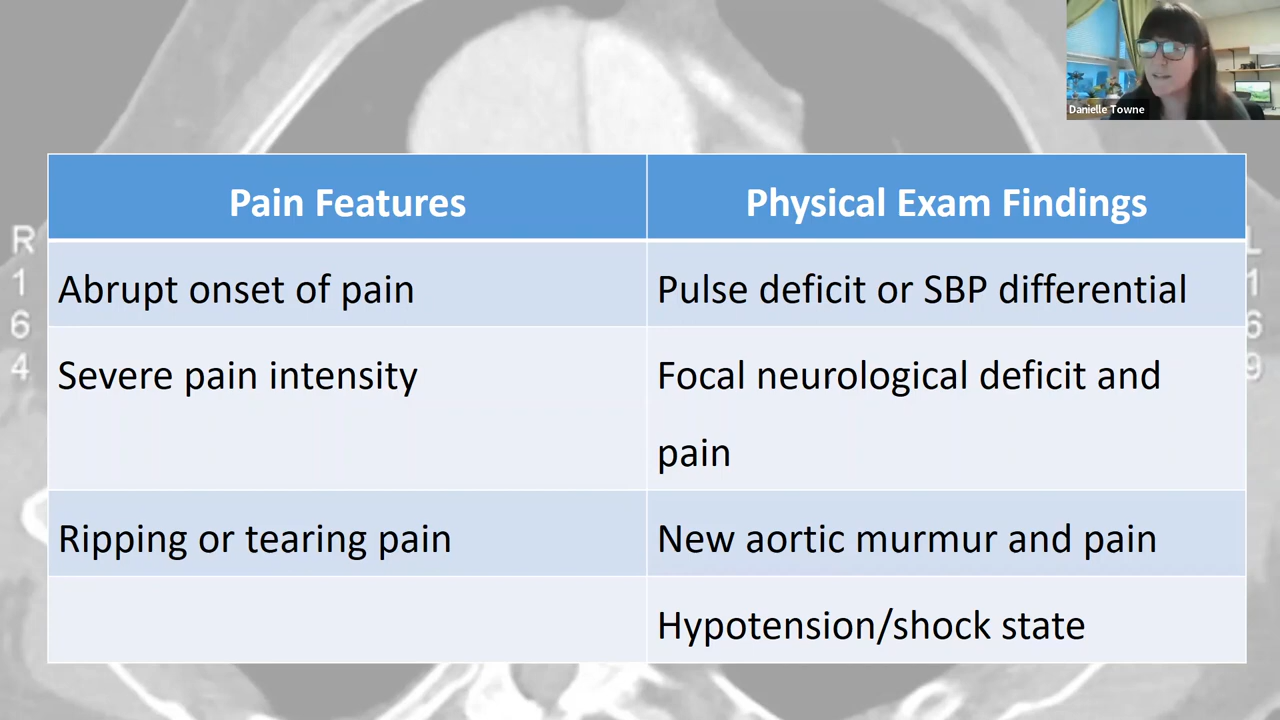 Danielle Towne
Pain Features
Physical Exam Findings
Abrupt onset of pain
Pulse deficit or SBP differential
Severe pain intensity
Focal neurological deficit and
pain
Ripping or tearing pain
New aortic murmur and pain
Hypotension/shock state
R
1
6
4
L
1
6
9